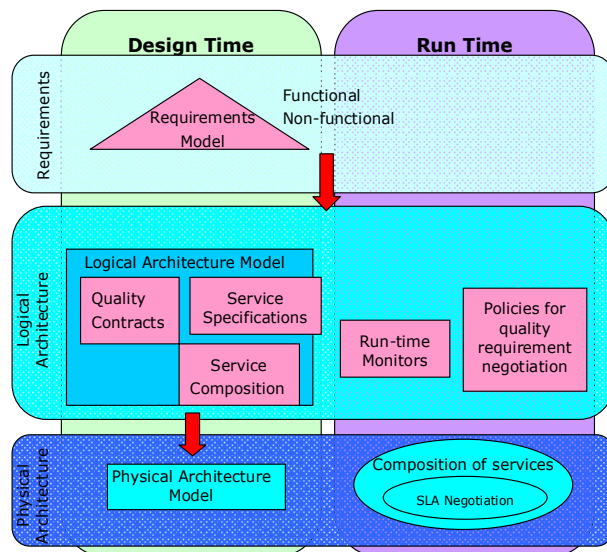 Design Time
Run Time
Requirements
Requirements
Model
Functional
Non-functional
Logical
Architecture
Logical Architecture Model
Quality
Contracts
Service
Specifications
Service
Composition
Run-time
Monitors
Policies for
quality
requirement
negotiation
Physical
Architecture
Physical Architecture
Model
Composition of services
SLA Negotiation